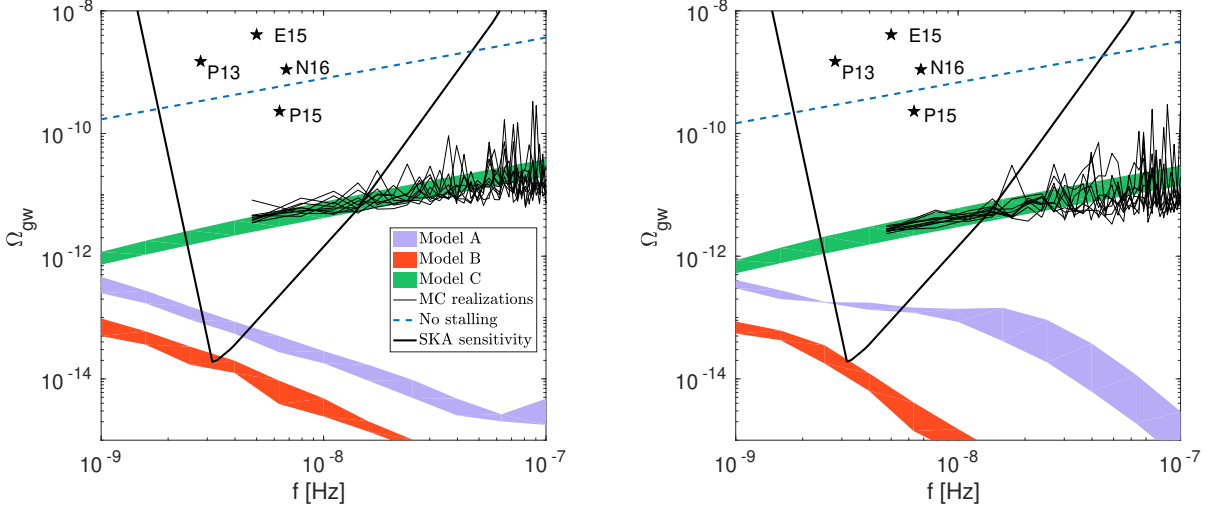 10^-8
10^-10
10^-12
10^-14
Ω_gw
E15
P13
N16
P15
Model A
Model B
Model C
MC realizations
No stalling
SKA sensitivity
10^-9
10^-8
10^-7
f [Hz]
10^-8
10^-10
10^-12
10^-14
Ω_gw
E15
P13
N16
P15
10^-9
10^-8
10^-7
f [Hz]